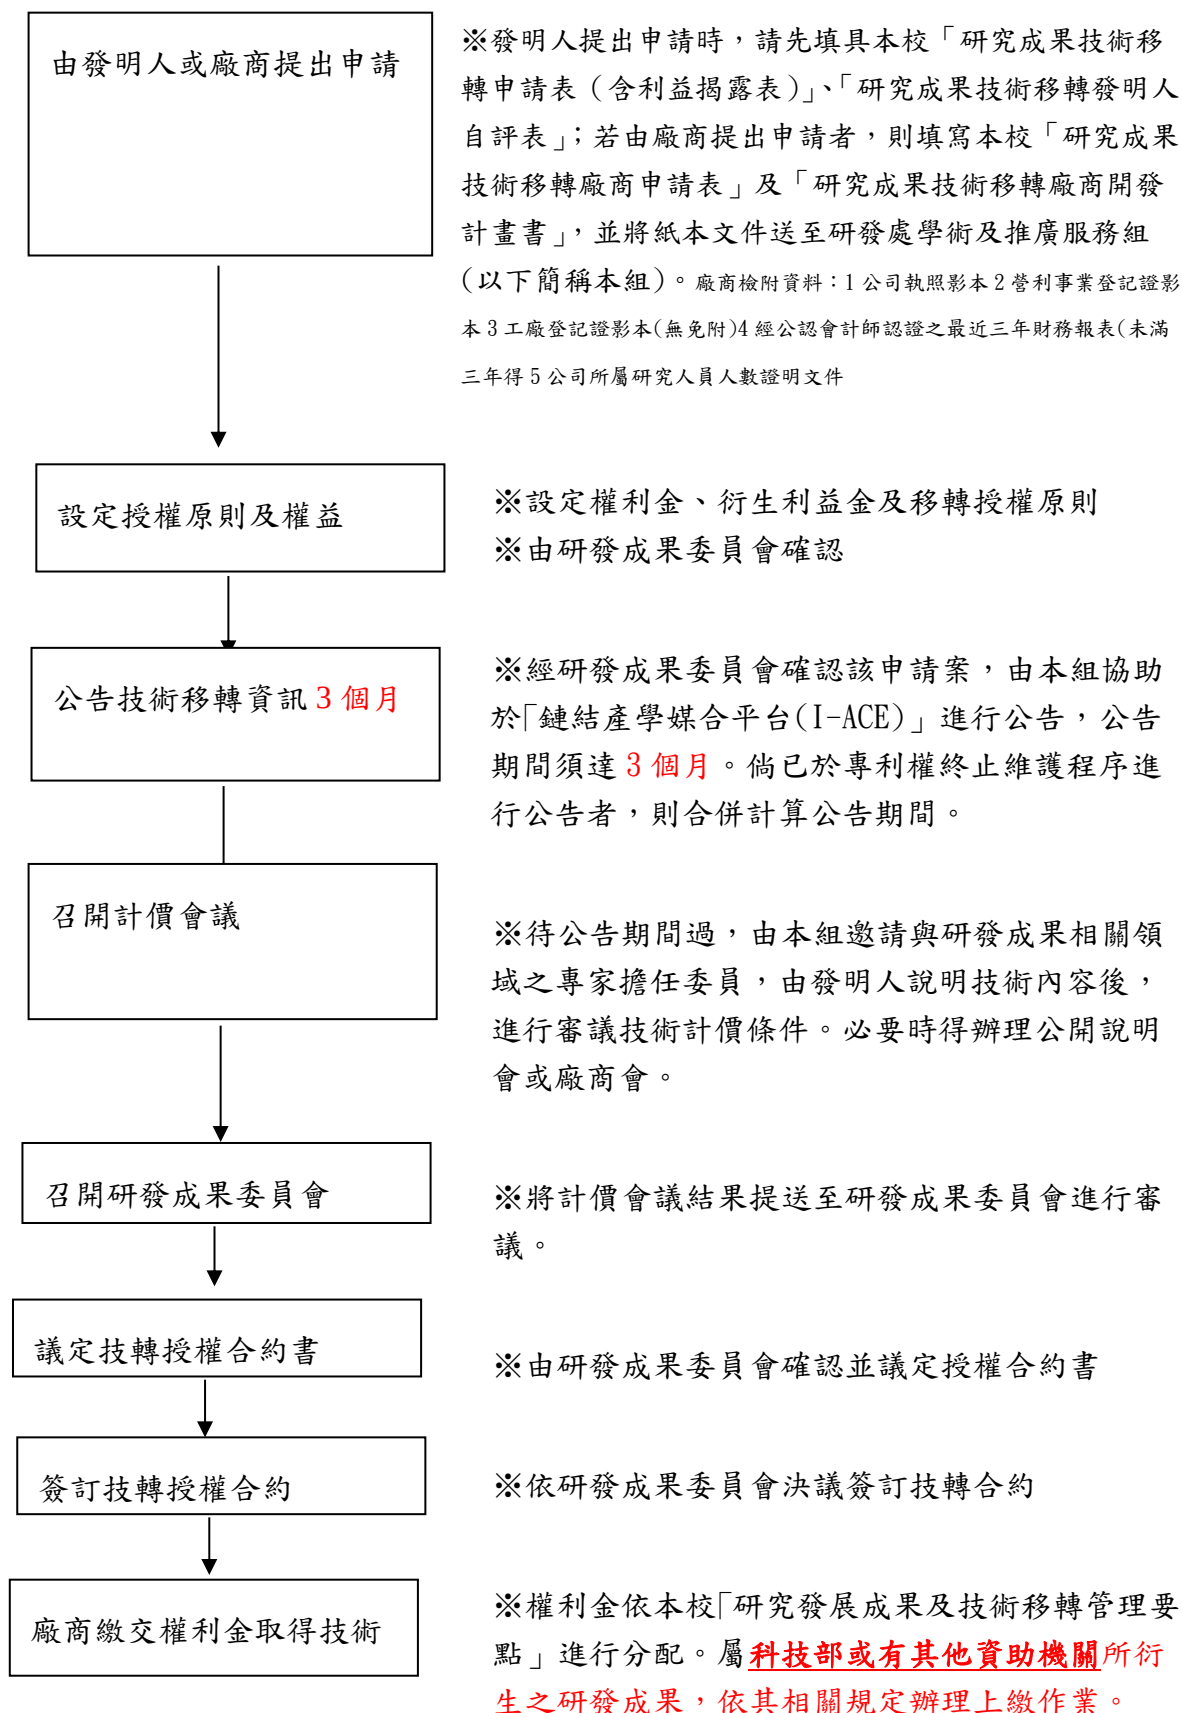 由發明人或廠商提出申請
※發明人提出申請時，請先填具本校「研究成果技術移
轉申請表（含利益揭露表)」、「研究成果技術移轉發明人
自評表」；若由廠商提出申請者，則填寫本校「研究成果
技術移轉廠商申請表」及「研究成果技術移轉廠商開發
計畫書」，並將紙本文件送至研發處學術及推廣服務組
(以下簡稱本組)。廠商檢附資料：1 公司執照影本 2 營利事業登記證影
本 3 工廠登記證影本(無免附)4 經公認會計師認證之最近三年財務報表(未滿
三年得 5 公司所屬研究人員人數證明文件
設定授權原則及權益
※設定權利金、衍生利益金及移轉授權原則
※由研發成果委員會確認
公告技術移轉資訊 3 個月
※經研發成果委員會確認該申請案，由本組協助
於「鏈結產學媒合平台(I-ACE)」進行公告，公告
期間須達 3 個月。倘已於專利權終止維護程序進
行公告者，則合併計算公告期間。
召開計價會議
※待公告期間過，由本組邀請與研發成果相關領
域之專家擔任委員，由發明人說明技術內容後，
進行審議技術計價條件。必要時得辦理公開說明
會或廠商會。
召開研發成果委員會
※將計價會議結果提送至研發成果委員會進行審
議。
議定技轉授權合約書
※由研發成果委員會確認並議定授權合約書
簽訂技轉授權合約
※依研發成果委員會決議簽訂技轉合約
廠商繳交權利金取得技術
※權利金依本校「研究發展成果及技術移轉管理要
點」進行分配。屬科技部或有其他資助機關所衍
生之研發成果，依其相關規定辦理上繳作業。